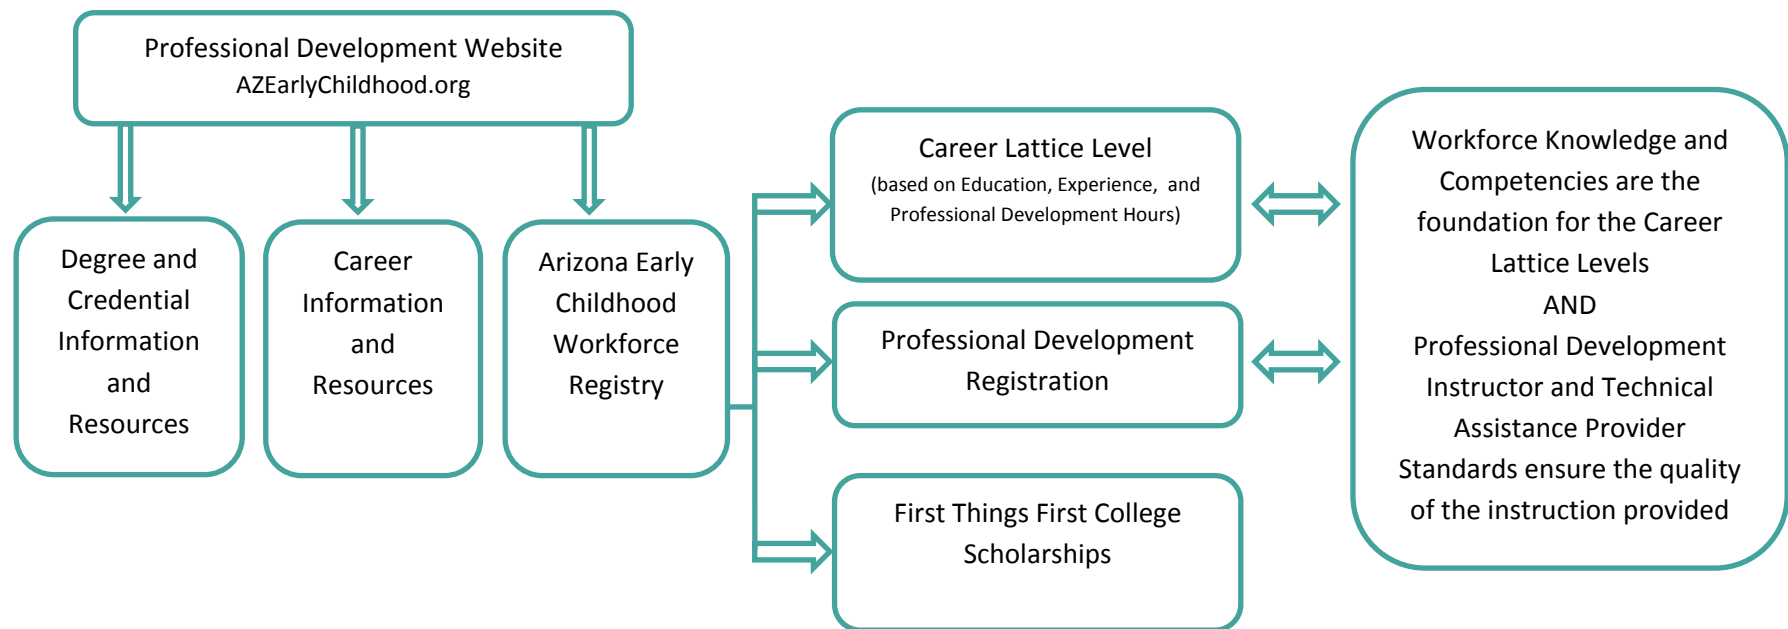 Professional Development Website
AZEarlyChildhood.org
Degree and
Credential
Information
and
Resources
Career
Information
and
Resources
Arizona Early
Childhood
Workforce
Registry
Career Lattice Level
(based on Education, Experience, and
Professional Development Hours)
Professional Development
Registration
First Things First College
Scholarships
Workforce Knowledge and
Competencies are the
foundation for the Career
Lattice Levels
AND
Professional Development
Instructor and Technical
Assistance Provider
Standards ensure the quality
of the instruction provided